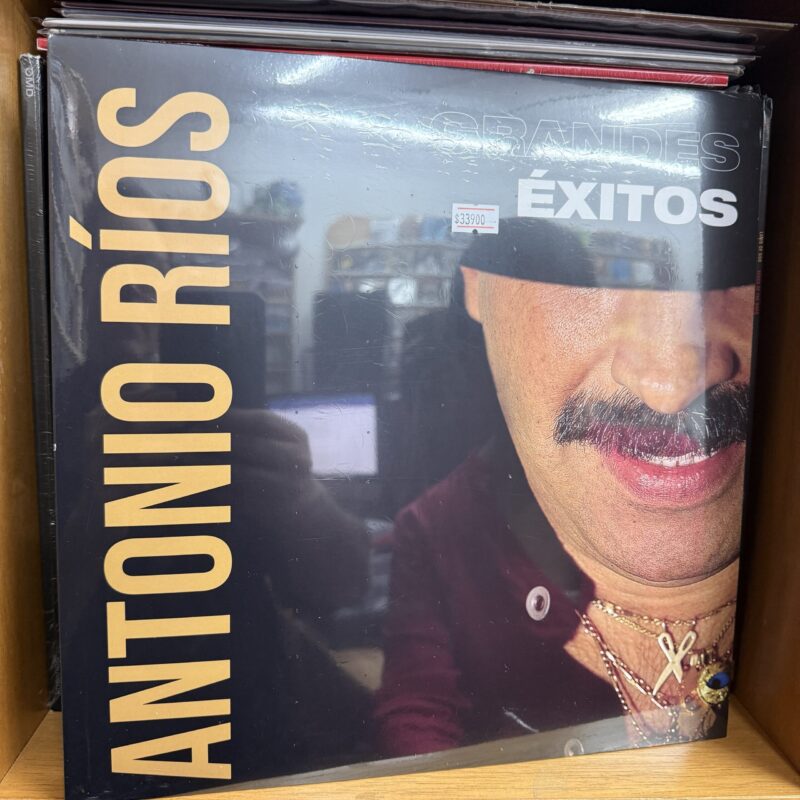 ANTONIO RÍOS
GRANDES
ÉXITOS
$33900